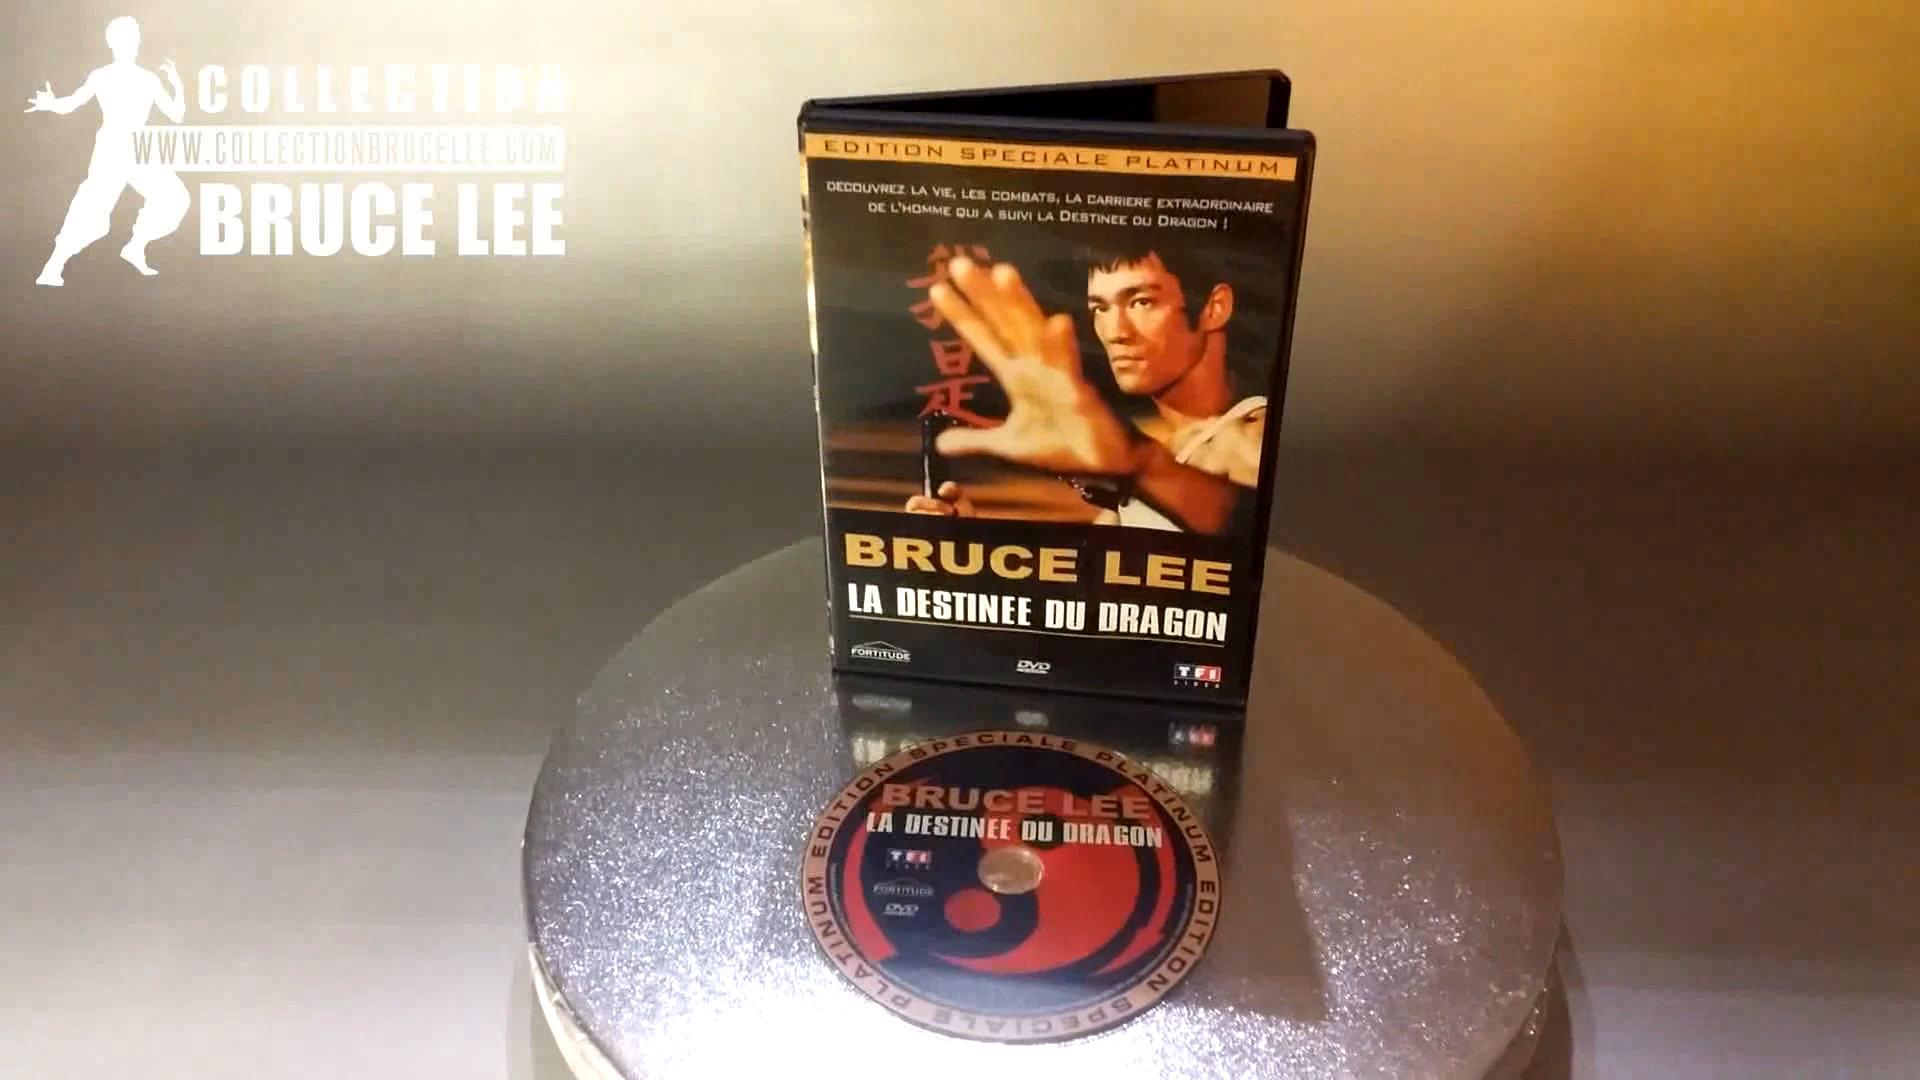 COLLECTION
WWW.COLLECTIONBRUCELEE.COM
BRUCE LEE
EDITION SPECIALE PLATINUM
DECOUVREZ LA VIE, LES COMBATS, LA CARRIERE EXTRAORDINAIRE
DE L'HOMME QUI A SUIVI LA DESTINEE DU DRAGON !
BRUCE LEE
LA DESTINEE DU DRAGON
FORTITUDE
DVD
TF1
VIDEO
EDITION SPECIALE PLATINUM EDITION SPECIALE PLATINUM
BRUCE LEE
LA DESTINEE DU DRAGON
TF1
VIDEO
FORTITUDE
DVD